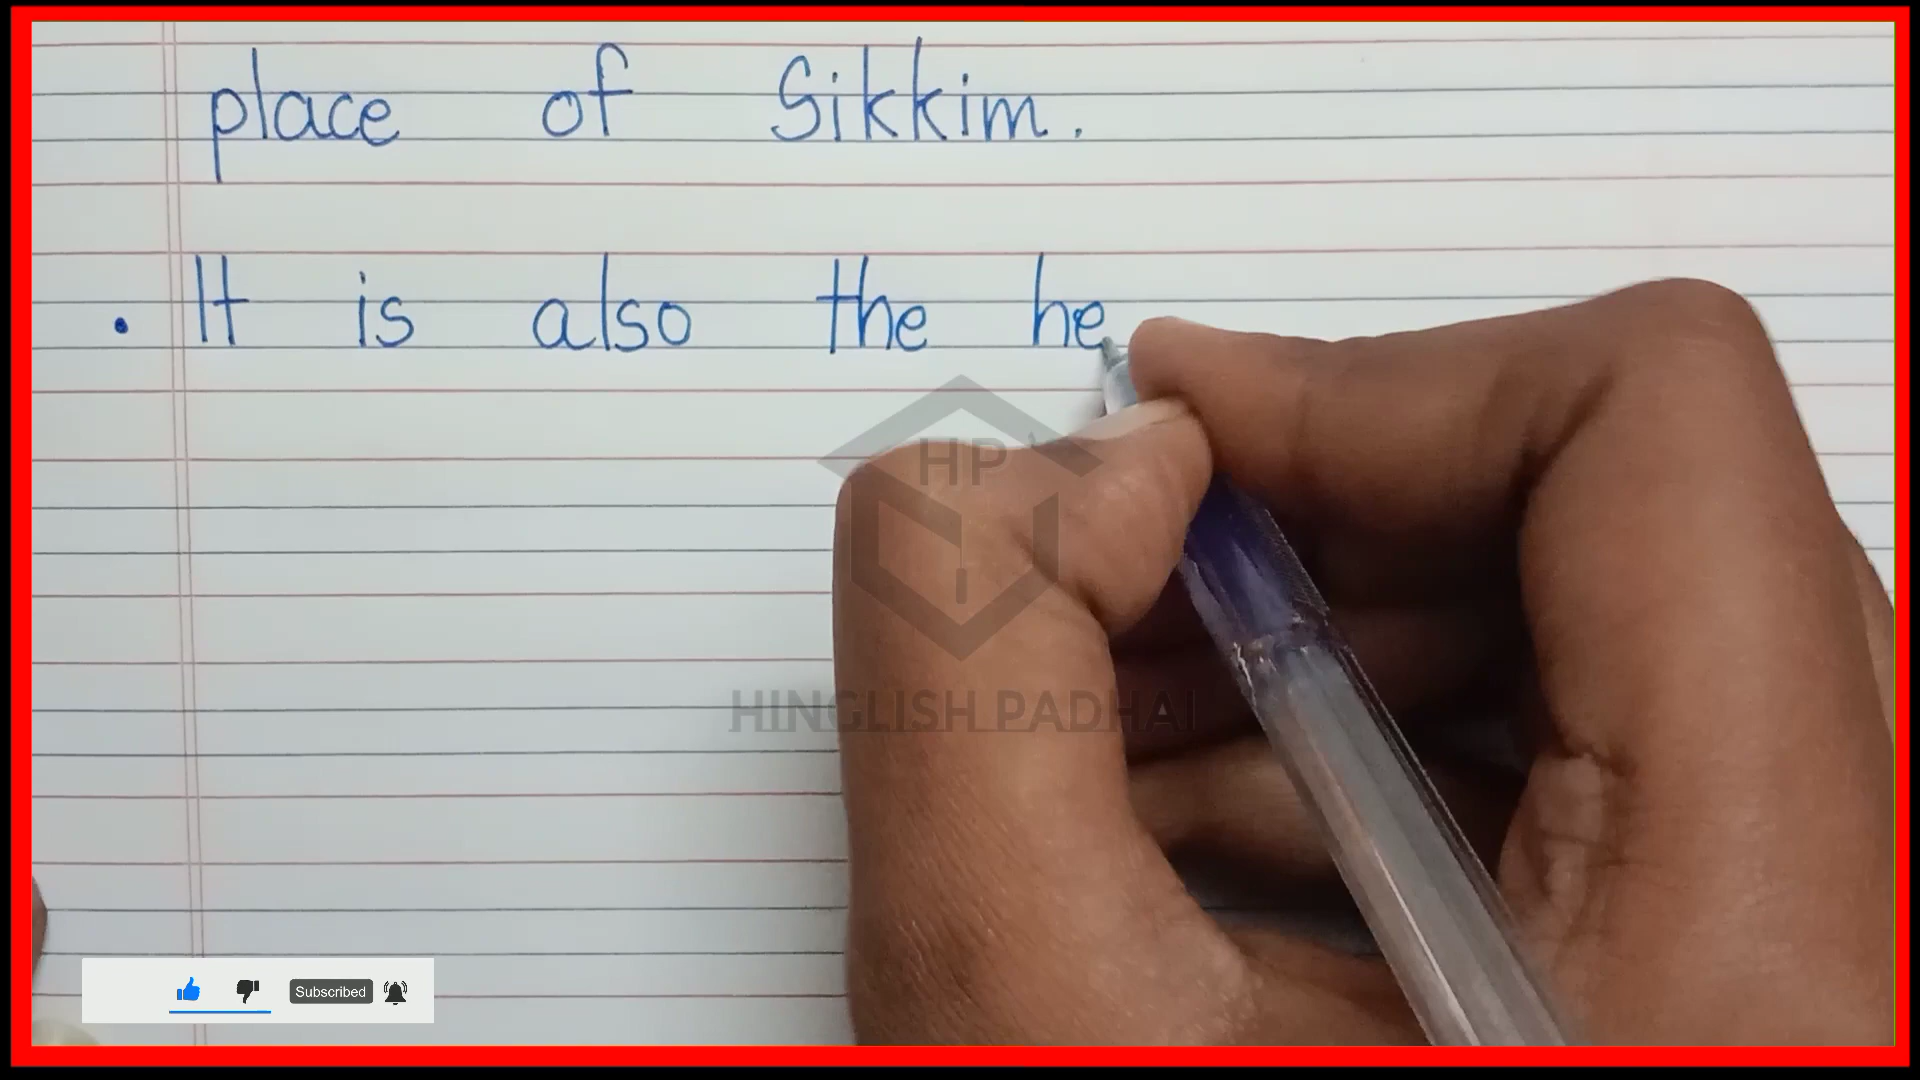 place of Sikkim.
. It is also the he
HP
HINGLISH PADHAI
Subscribed